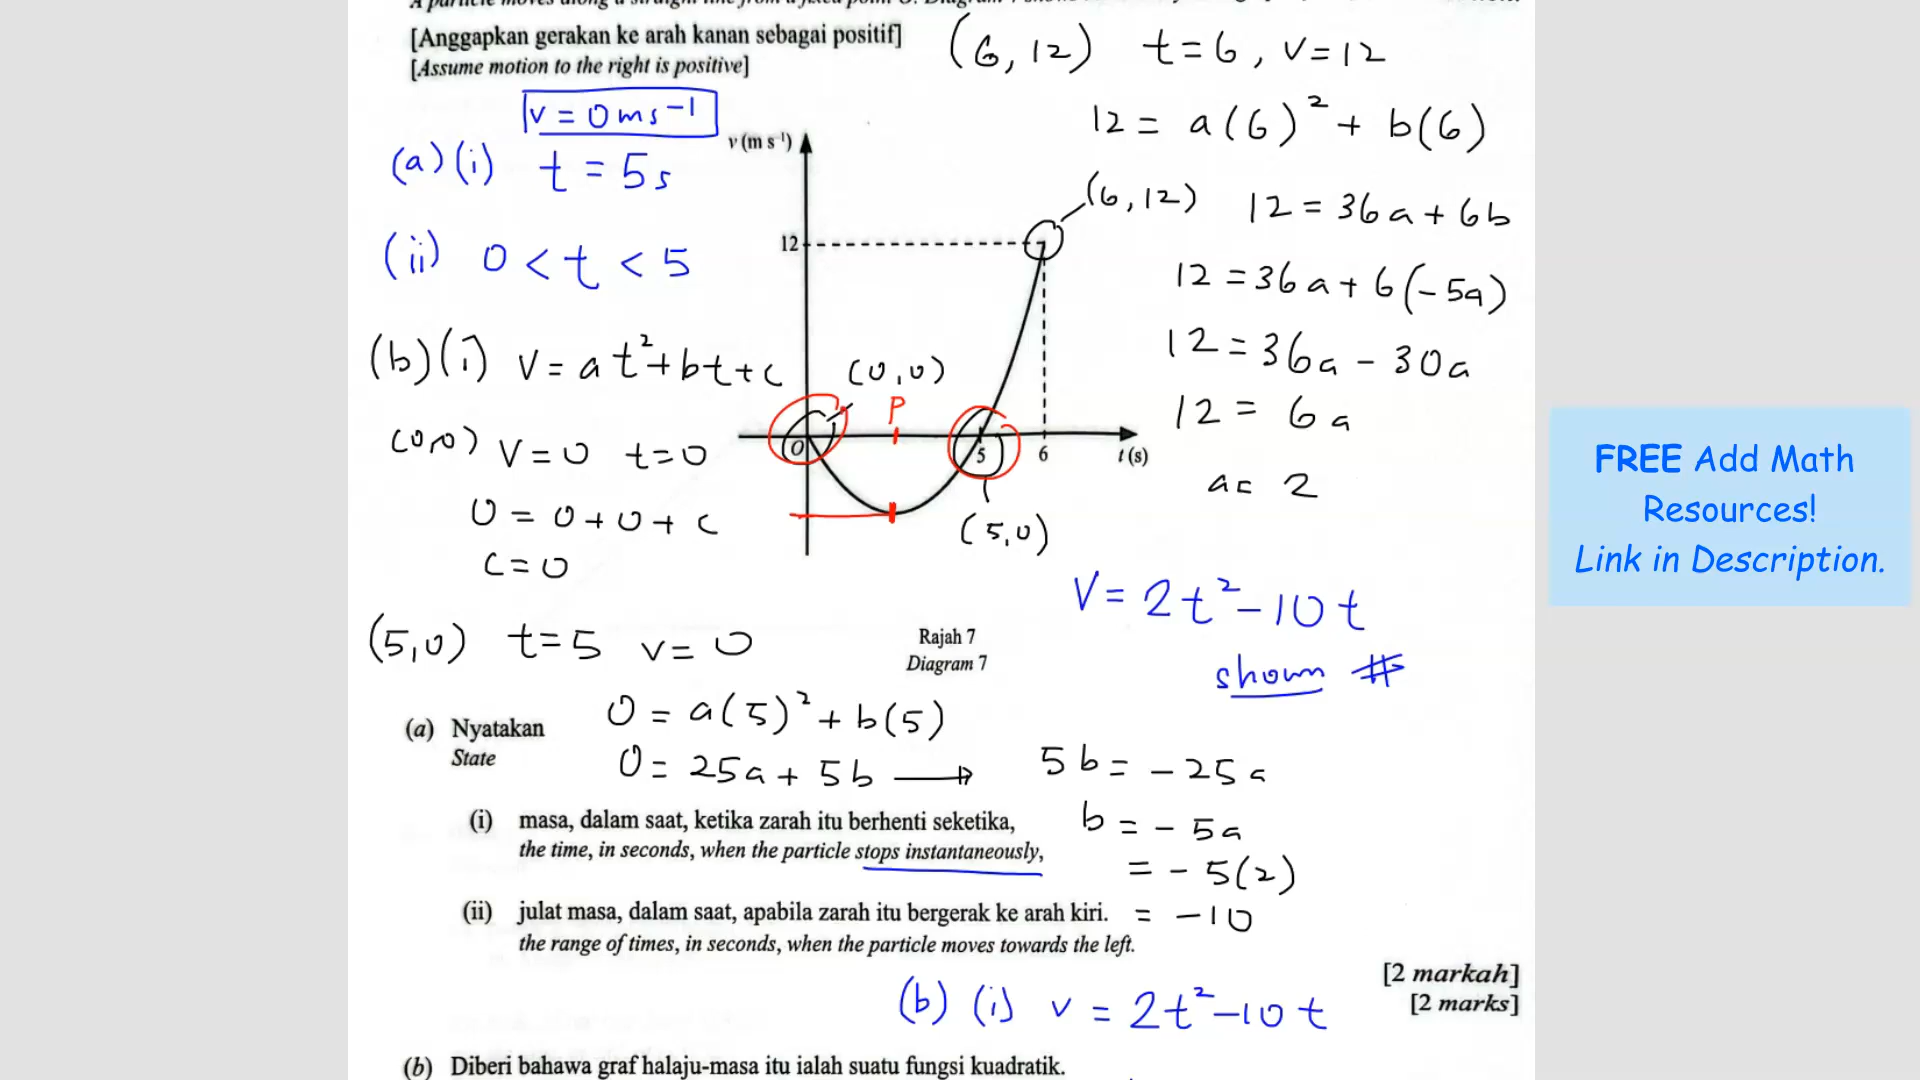 [Anggapkan gerakan ke arah kanan sebagai positif]
[Assume motion to the right is positive]
(6, 12) t = 6, v = 12
v = 0 ms⁻¹
(a)(i) t = 5s
(ii) 0 < t < 5
12 = a(6)² + b(6)
12 = 36a + 6b
12 = 36a + 6(-5a)
12 = 36a - 30a
12 = 6a
a = 2
v (m s⁻¹)
(6, 12)
12
(0, 0)
P
O 5 6 t (s)
(5, 0)
(b)(i) v = at² + bt + c
(0,0) v = 0 t = 0
0 = 0 + 0 + c
c = 0
V = 2t² - 10t
shown #
Rajah 7
Diagram 7
(5,0) t = 5 v = 0
0 = a(5)² + b(5)
0 = 25a + 5b → 5b = -25a
b = -5a
= -5(2)
= -10
(a) Nyatakan
State
(i) masa, dalam saat, ketika zarah itu berhenti seketika,
the time, in seconds, when the particle stops instantaneously,
(ii) julat masa, dalam saat, apabila zarah itu bergerak ke arah kiri.
the range of times, in seconds, when the particle moves towards the left.
[2 markah]
[2 marks]
(b) (i) v = 2t² - 10t
(b) Diberi bahawa graf halaju-masa itu ialah suatu fungsi kuadratik.
FREE Add Math
Resources!
Link in Description.